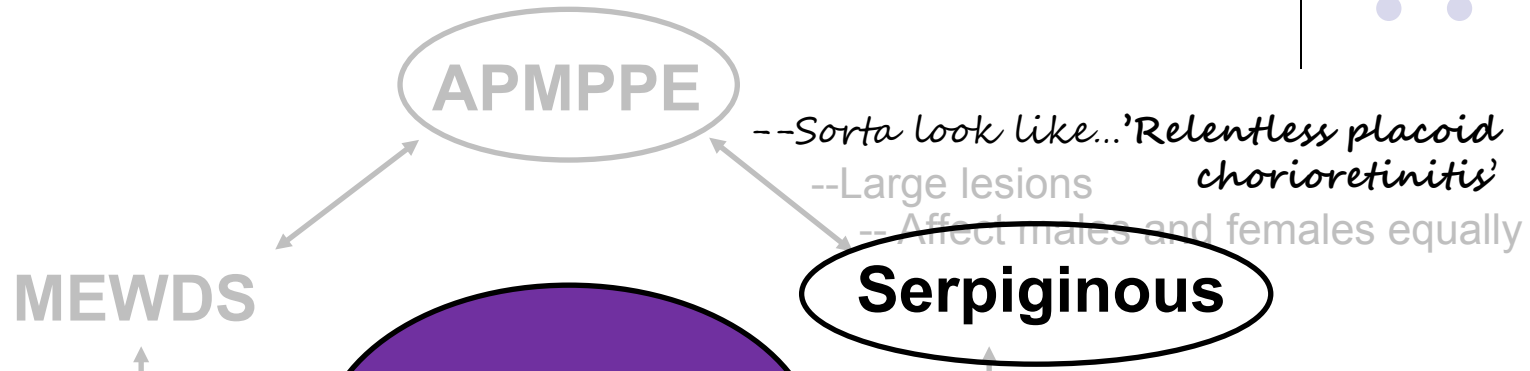 APMPPE
--Sorta look like...’Relentless placoid
chorioretinitis’
--Large lesions
-- Affect males and females equally
MEWDS
Serpiginous